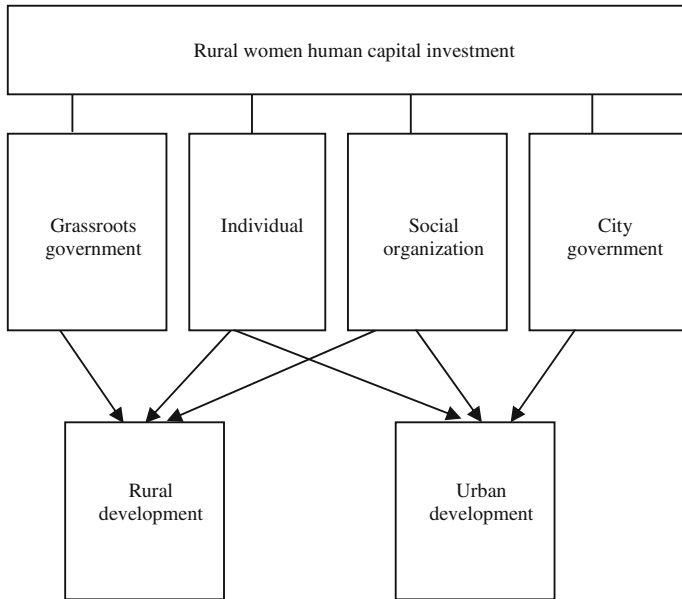 Rural women human capital investment
Grassroots
government
Individual
Social
organization
City
government
Rural
development
Urban
development